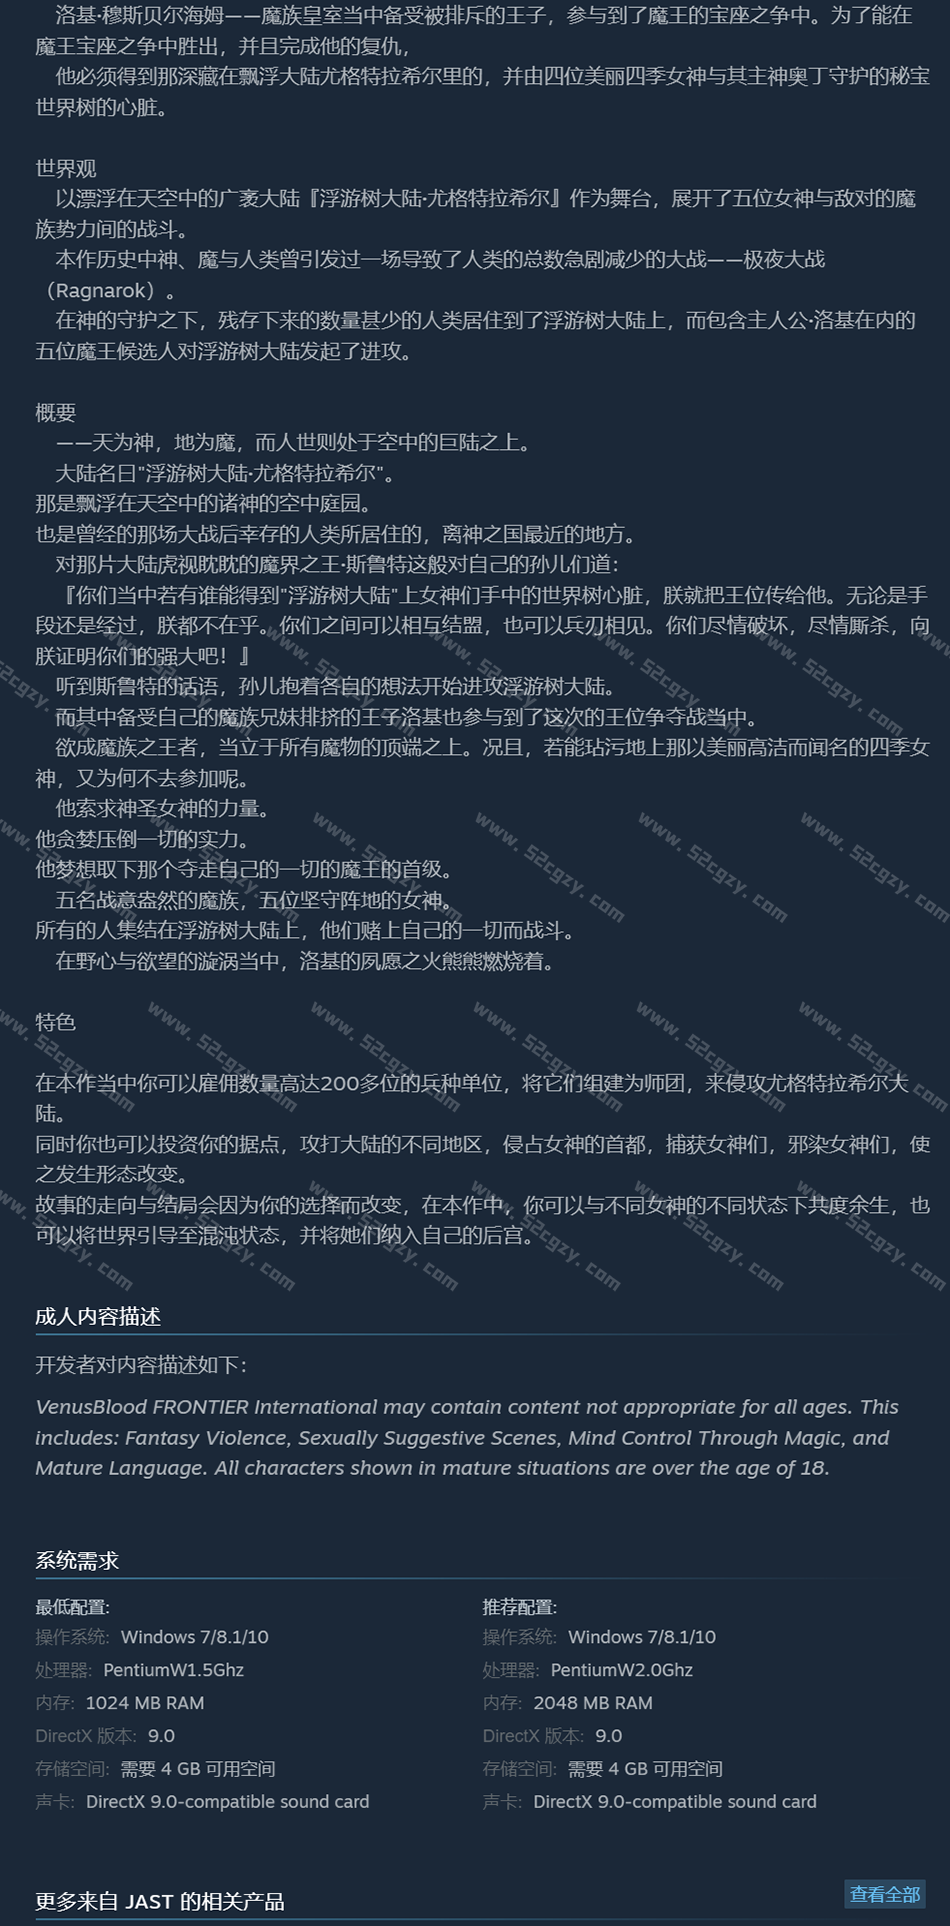 洛基·穆斯贝尔海姆——魔族皇室当中备受被排斥的王子，参与到了魔王的宝座之争中。为了能在
魔王宝座之争中胜出，并且完成他的复仇，
他必须得到那深藏在飘浮大陆尤格特拉希尔里的，并由四位美丽四季女神与其主神奥丁守护的秘宝
世界树的心脏。
世界观
以漂浮在天空中的广袤大陆『浮游树大陆·尤格特拉希尔』作为舞台，展开了五位女神与敌对的魔
族势力间的战斗。
本作历史中神、魔与人类曾引发过一场导致了人类的总数急剧减少的大战——极夜大战
（Ragnarok）。
在神的守护之下，残存下来的数量甚少的人类居住到了浮游树大陆上，而包含主人公·洛基在内的
五位魔王候选人对浮游树大陆发起了进攻。
概要
——天为神，地为魔，而人世则处于空中的巨陆之上。
大陆名曰"浮游树大陆·尤格特拉希尔"。
那是飘浮在天空中的诸神的空中庭园。
也是曾经的那场大战后幸存的人类所居住的，离神之国最近的地方。
对那片大陆虎视眈眈的魔界之王·斯鲁特这般对自己的孙儿们道：
『你们当中若有谁能得到"浮游树大陆"上女神们手中的世界树心脏，朕就把王位传给他。无论是手
段还是经过，朕都不在乎。你们之间可以相互结盟，也可以兵刃相见。你们尽情破坏，尽情厮杀，向
朕证明你们的强大吧！』
听到斯鲁特的话语，孙儿抱着各自的想法开始进攻浮游树大陆。
而其中备受自己的魔族兄妹排挤的王子洛基也参与到了这次的王位争夺战当中。
欲成魔族之王者，当立于所有魔物的顶端之上。况且，若能玷污地上那以美丽高洁而闻名的四季女
神，又为何不去参加呢。
他索求神圣女神的力量。
他贪婪压倒一切的实力。
他梦想取下那个夺走自己的一切的魔王的首级。
五名战意盎然的魔族，五位坚守阵地的女神。
所有的人集结在浮游树大陆上，他们赌上自己的一切而战斗。
在野心与欲望的漩涡当中，洛基的夙愿之火熊熊燃烧着。
特色
在本作当中你可以雇佣数量高达200多位的兵种单位，将它们组建为师团，来侵攻尤格特拉希尔大
陆。
同时你也可以投资你的据点，攻打大陆的不同地区，侵占女神的首都，捕获女神们，邪染女神们，使
之发生形态改变。
故事的走向与结局会因为你的选择而改变，在本作中，你可以与不同女神的不同状态下共度余生，也
可以将世界引导至混沌状态，并将她们纳入自己的后宫。
www.52cgzy.com
成人内容描述
开发者对内容描述如下：
VenusBlood FRONTIER International may contain content not appropriate for all ages. This
includes: Fantasy Violence, Sexually Suggestive Scenes, Mind Control Through Magic, and
Mature Language. All characters shown in mature situations are over the age of 18.
系统需求
最低配置:
操作系统: Windows 7/8.1/10
处理器: PentiumW1.5Ghz
内存: 1024 MB RAM
DirectX 版本: 9.0
存储空间: 需要 4 GB 可用空间
声卡: DirectX 9.0-compatible sound card
推荐配置:
操作系统: Windows 7/8.1/10
处理器: PentiumW2.0Ghz
内存: 2048 MB RAM
DirectX 版本: 9.0
存储空间: 需要 4 GB 可用空间
声卡: DirectX 9.0-compatible sound card
更多来自 JAST 的相关产品
查看全部